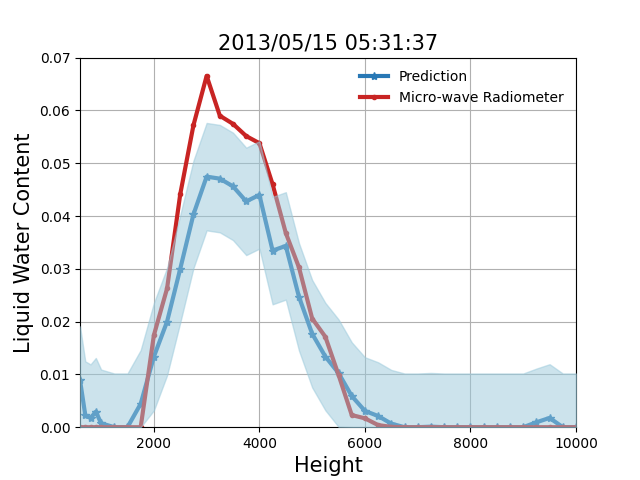 2013/05/15 05:31:37
0.07
0.06
0.05
0.04
0.03
0.02
0.01
0.00
Liquid Water Content
Prediction
Micro-wave Radiometer
2000 4000 6000 8000 10000
Height